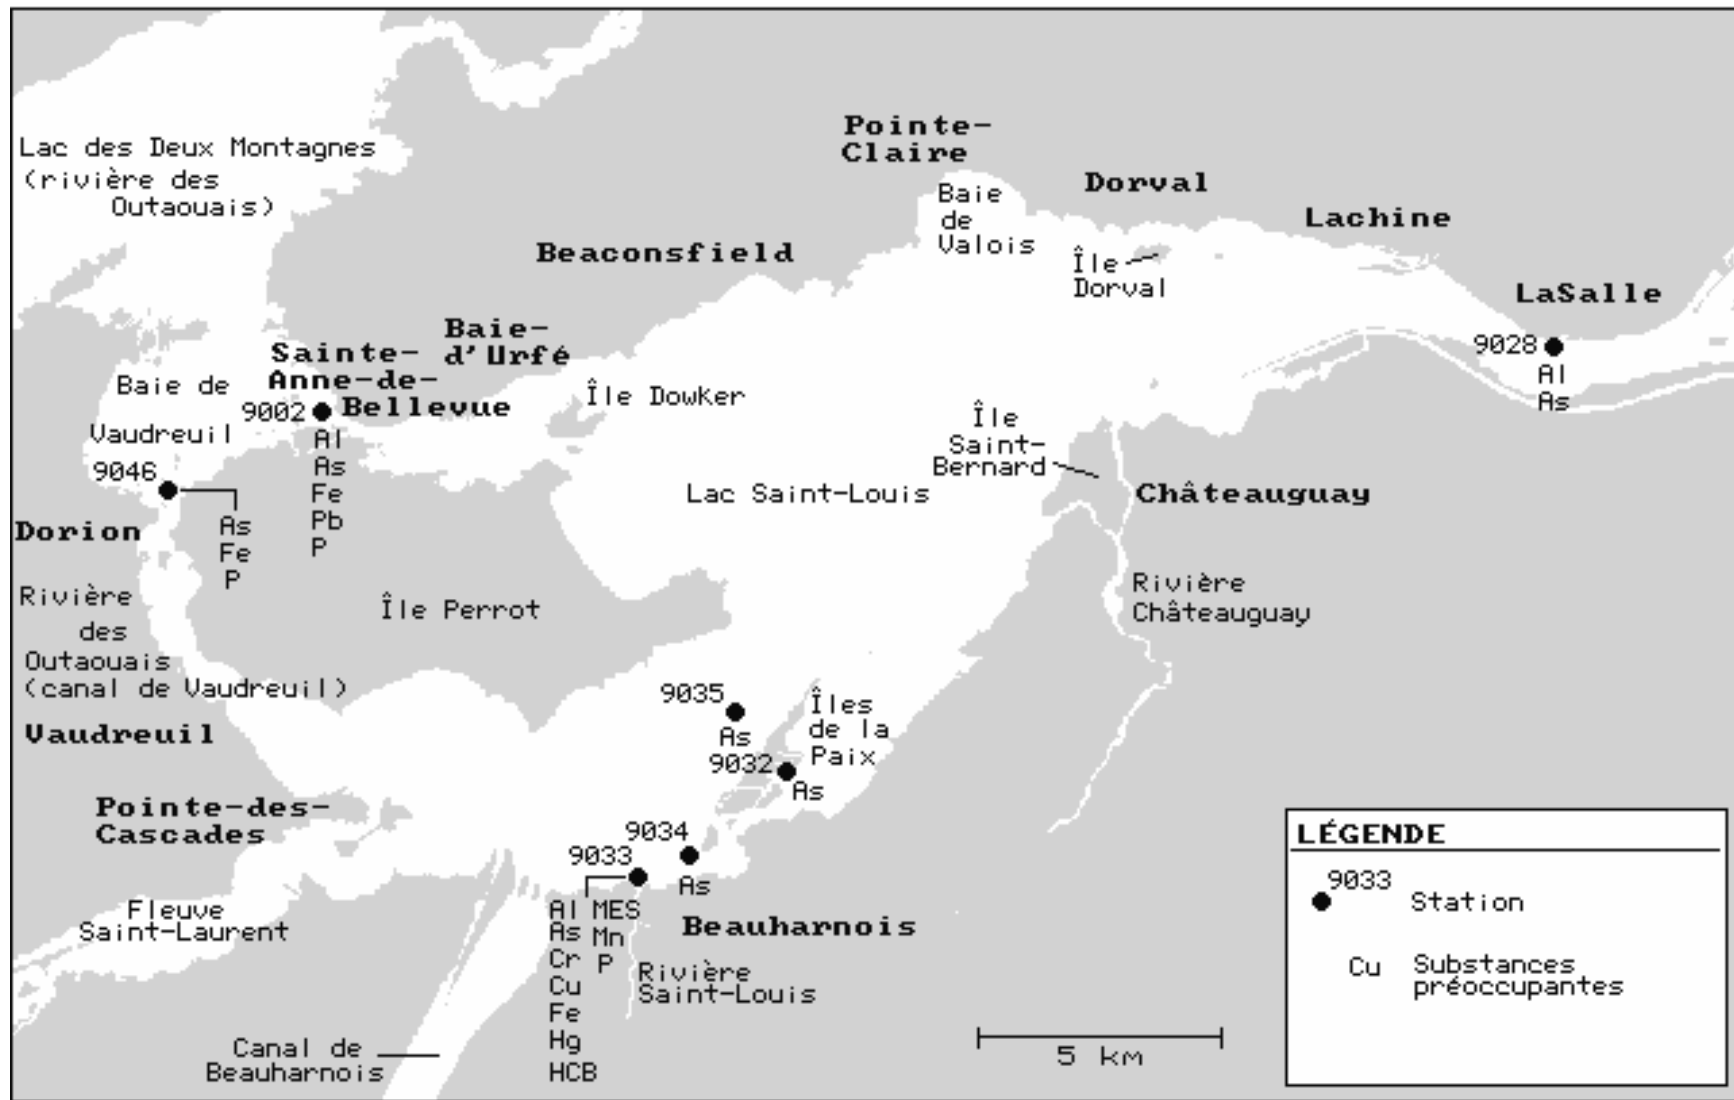 Pointe-
Claire
Lac des Deux Montagnes
(rivière des
Outaouais)
Baie
de
Valois
Dorval
Lachine
Beaconsfield
Île
Dorval
LaSalle
Baie-
d'Urfé
Sainte-
Anne-de-
Bellevue
Baie de
Vaudreuil
9002
Al
As
Fe
Pb
P
Île Dowker
9028
Al
As
Île
Saint-
Bernard
9046
As
Fe
P
Lac Saint-Louis
Châteauguay
Dorion
Rivière
des
Outaouais
(canal de Vaudreuil)
Île Perrot
Rivière
Châteauguay
Vaudreuil
9035
As
Îles
de la
Paix
9032
As
Pointe-des-
Cascades
9034
As
9033
Al MES
As Mn
Cr P
Cu
Fe
Hg
HCB
Beauharnois
Fleuve
Saint-Laurent
Rivière
Saint-Louis
Canal de
Beauharnois
5 km
LÉGENDE
9033
Station
Cu
Substances
préoccupantes